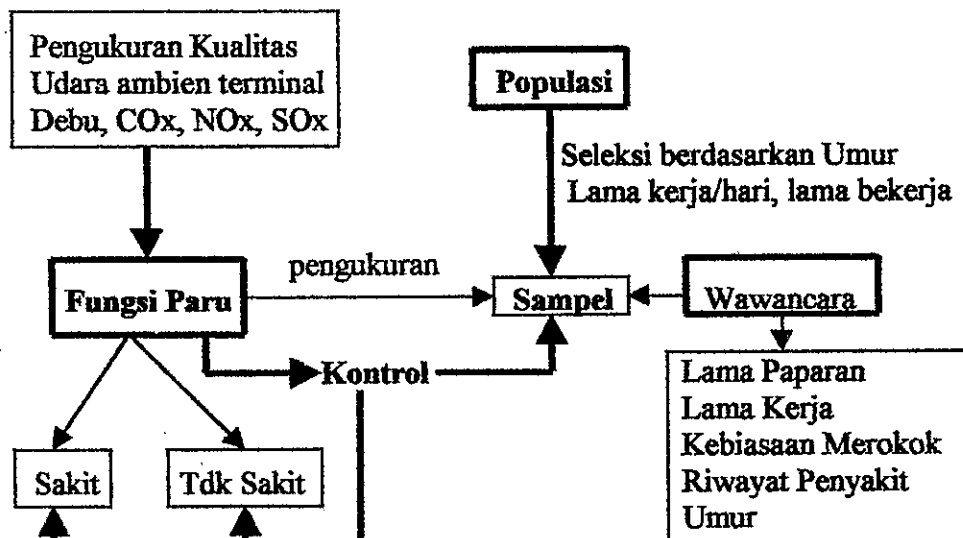 Pengukuran Kualitas
Udara ambien terminal
Debu, COx, NOx, SOx
Populasi
Seleksi berdasarkan Umur
Lama kerja/hari, lama bekerja
Fungsi Paru
pengukuran
Sampel
Wawancara
Kontrol
Lama Paparan
Lama Kerja
Kebiasaan Merokok
Riwayat Penyakit
Umur
Sakit
Tdk Sakit